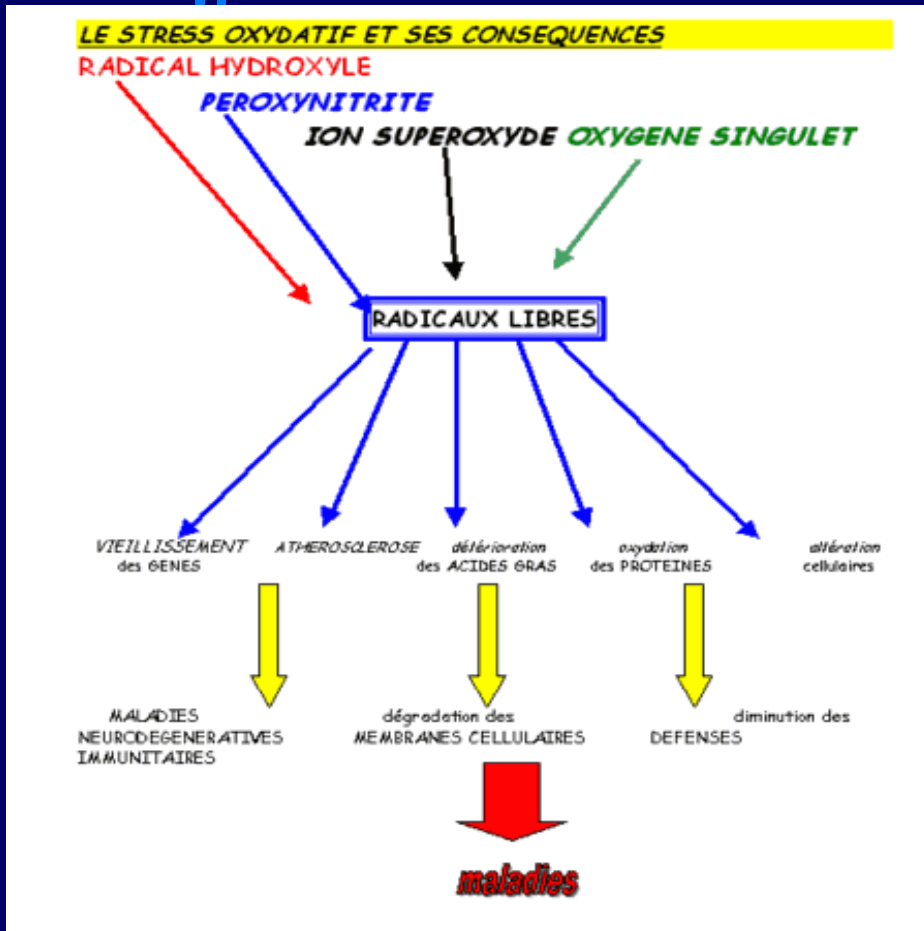 LE STRESS OXYDATIF ET SES CONSEQUENCES
RADICAL HYDROXYLE
PEROXYNITRITE
ION SUPEROXYDE OXYGENE SINGULET
RADICAUX LIBRES
VIEILLISSEMENT ATHEROSCLEROSE détérioration oxydation altération
des GENES des ACIDES GRAS des PROTEINES cellulaires
MALADIES dégradation des diminution des
NEURODEGENERATIVES MEMBRANES CELLULAIRES DEFENSES
IMMUNITAIRES
maladies